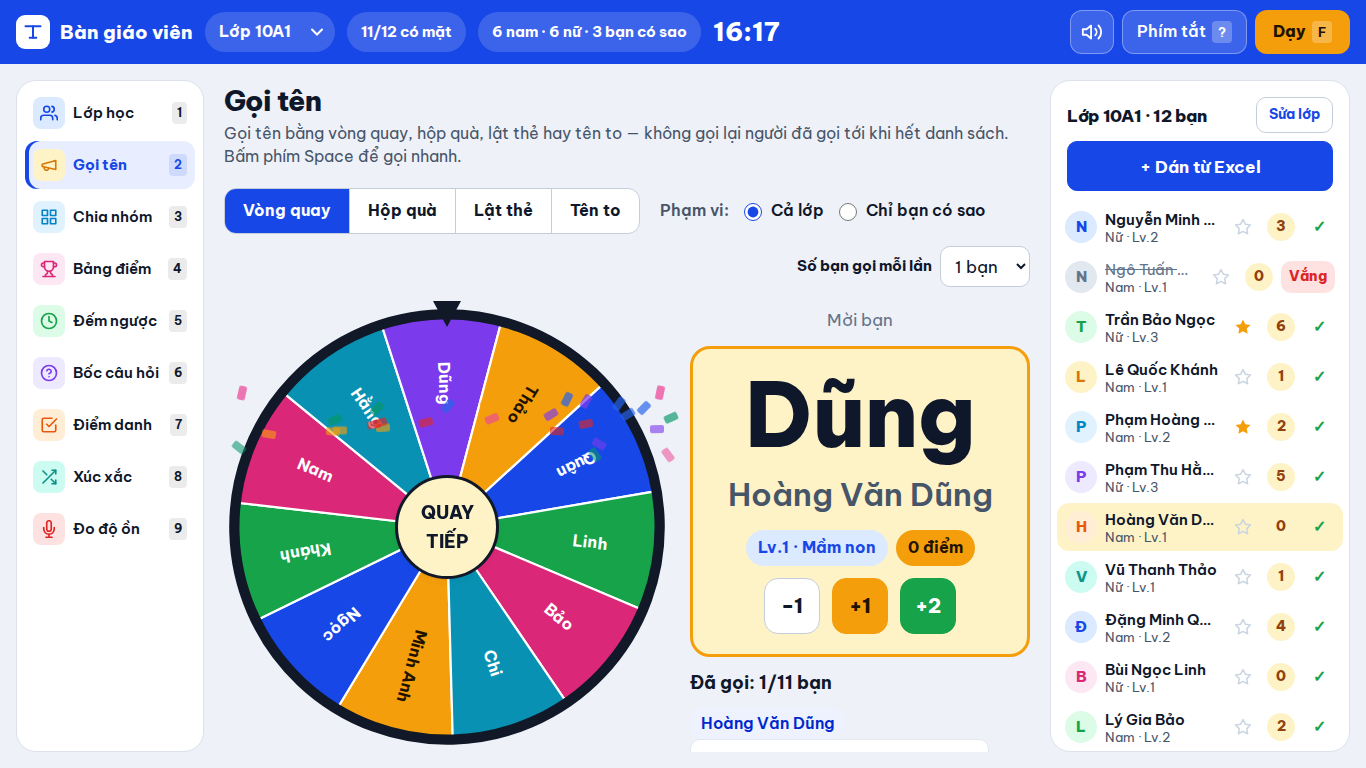 T Bàn giáo viên
Lớp 10A1
11/12 có mặt
6 nam · 6 nữ · 3 bạn có sao
16:17
Phím tắt ?
Dạy F
Lớp học 1
Gọi tên 2
Chia nhóm 3
Bảng điểm 4
Đếm ngược 5
Bốc câu hỏi 6
Điểm danh 7
Xúc xắc 8
Đo độ ồn 9
Gọi tên
Gọi tên bằng vòng quay, hộp quà, lật thẻ hay tên to — không gọi lại người đã gọi tới khi hết danh sách.
Bấm phím Space để gọi nhanh.
Vòng quay
Hộp quà
Lật thẻ
Tên to
Phạm vi:
Cả lớp
Chỉ bạn có sao
Số bạn gọi mỗi lần
1 bạn
Dũng
Thảo
Quân
Linh
Bảo
Chi
Minh Anh
Ngọc
Khánh
Nam
Hằng
QUAY
TIẾP
Mời bạn
Dũng
Hoàng Văn Dũng
Lv.1 · Mầm non
0 điểm
−1
+1
+2
Đã gọi: 1/11 bạn
Hoàng Văn Dũng
Lớp 10A1 · 12 bạn
Sửa lớp
+ Dán từ Excel
N Nguyễn Minh ... 3 ✓
Nữ · Lv.2
N Ngô Tuấn ... 0 Vắng
Nam · Lv.1
T Trần Bảo Ngọc 6 ✓
Nữ · Lv.3
L Lê Quốc Khánh 1 ✓
Nam · Lv.1
P Phạm Hoàng ... 2 ✓
Nam · Lv.2
P Phạm Thu Hằ... 5 ✓
Nữ · Lv.3
H Hoàng Văn D... 0 ✓
Nam · Lv.1
V Vũ Thanh Thảo 1 ✓
Nữ · Lv.1
Đ Đặng Minh Q... 4 ✓
Nam · Lv.2
B Bùi Ngọc Linh 0 ✓
Nữ · Lv.1
L Lý Gia Bảo 2 ✓
Nam · Lv.2